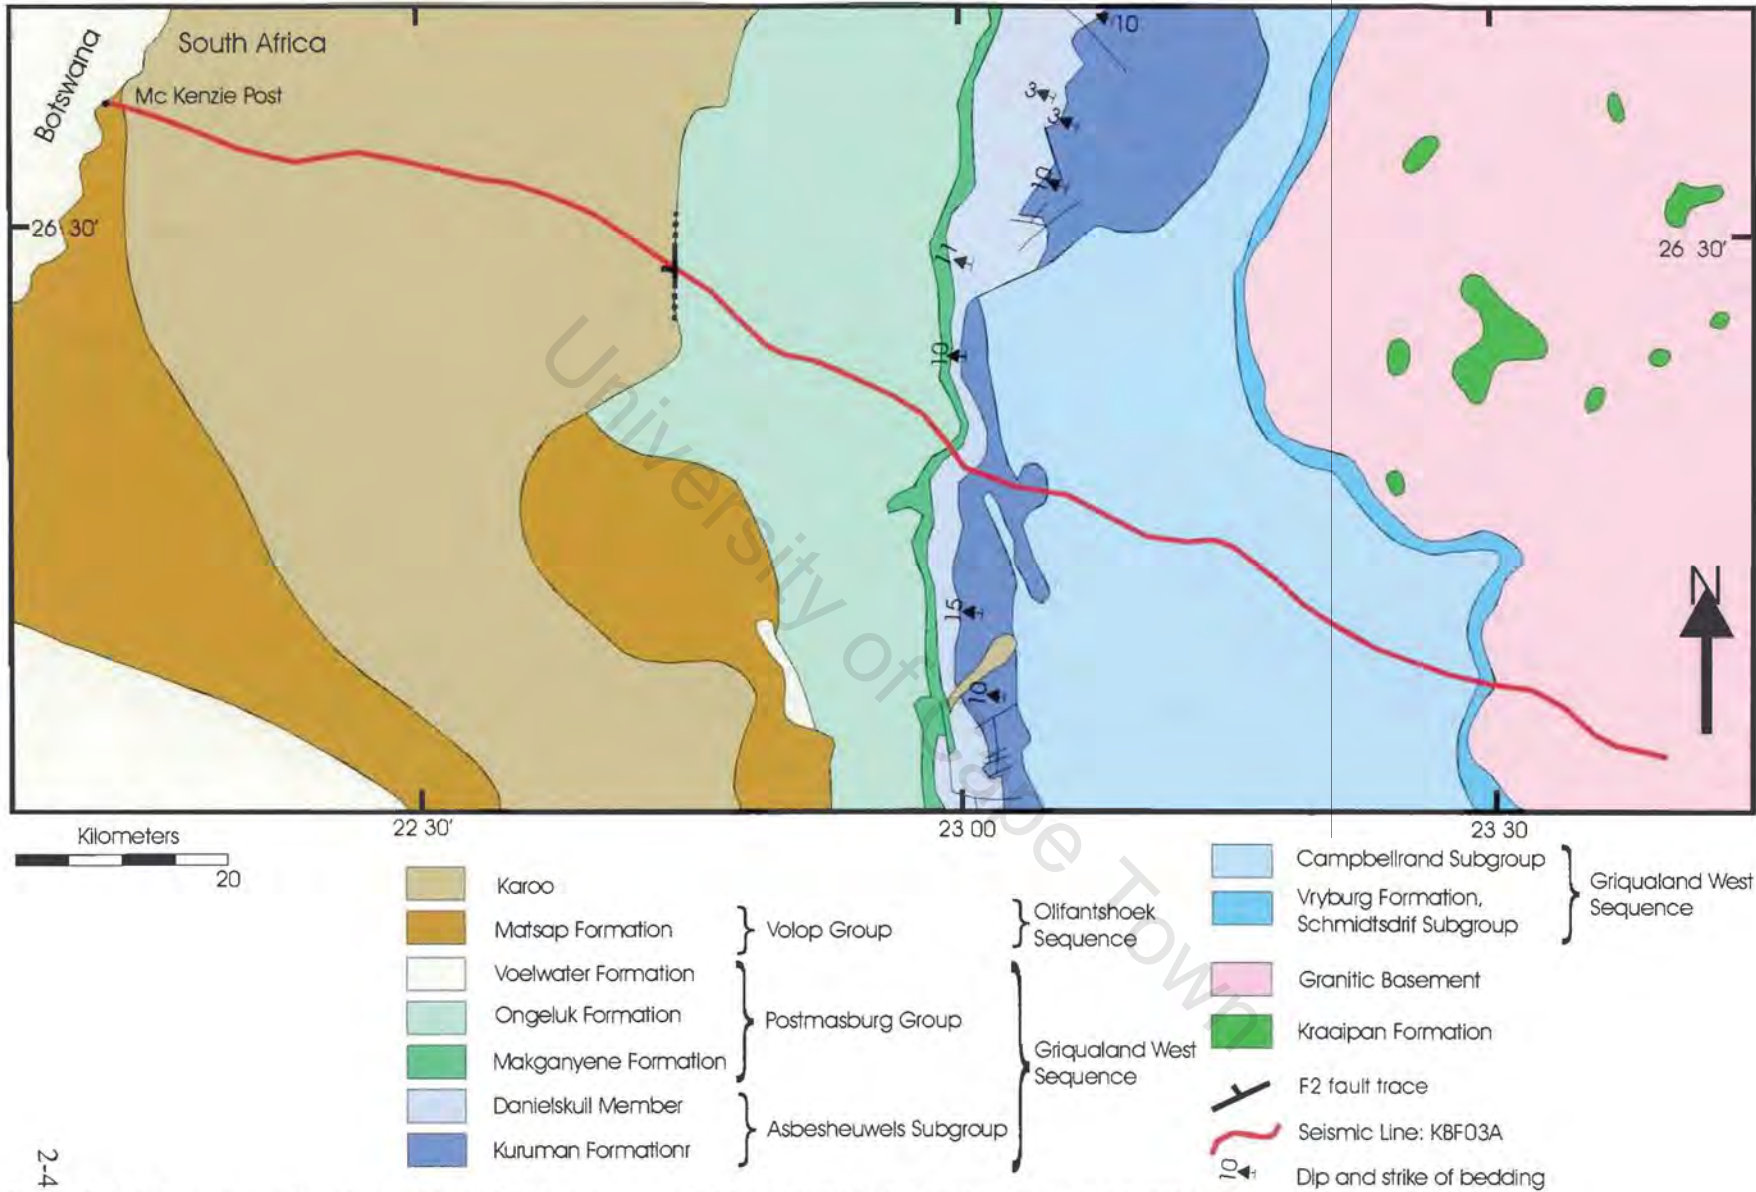 Botswana
South Africa
Mc Kenzie Post
10
3
3
10
26 30'
26 30'
11
10
15
10
N
22 30'
23 00
23 30
Kilometers
20
Karoo
Matsap Formation
Volop Group
Olifantshoek
Sequence
Voelwater Formation
Ongeluk Formation
Makganyene Formation
Postmasburg Group
Danielskuil Member
Kuruman Formationr
Asbesheuwels Subgroup
Griqualand West
Sequence
Campbellrand Subgroup
Vryburg Formation,
Schmidtsdrif Subgroup
Griqualand West
Sequence
Granitic Basement
Kraaipan Formation
F2 fault trace
Seismic Line: KBF03A
10
Dip and strike of bedding
2-4
University of Cape Town